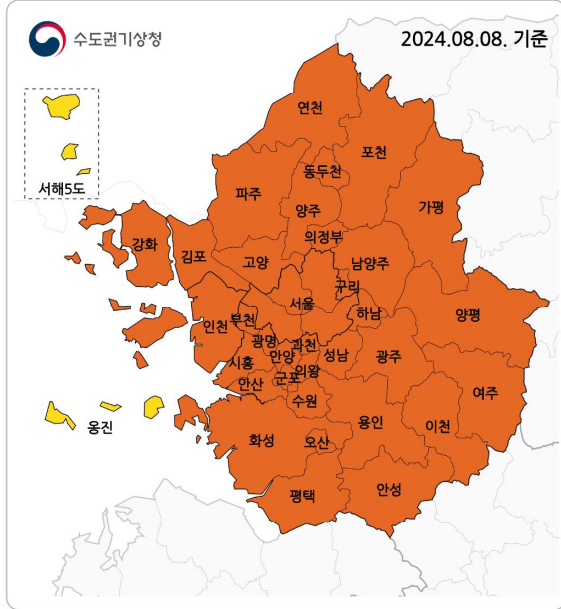 수도권기상청
2024.08.08. 기준
서해5도
연천
포천
동두천
파주
가평
양주
의정부
강화
김포
고양
남양주
구리
서울
하남
양평
인천
부천
광명
과천
시흥
안양
성남
광주
의왕
안산
군포
여주
수원
용인
이천
옹진
화성
오산
평택
안성